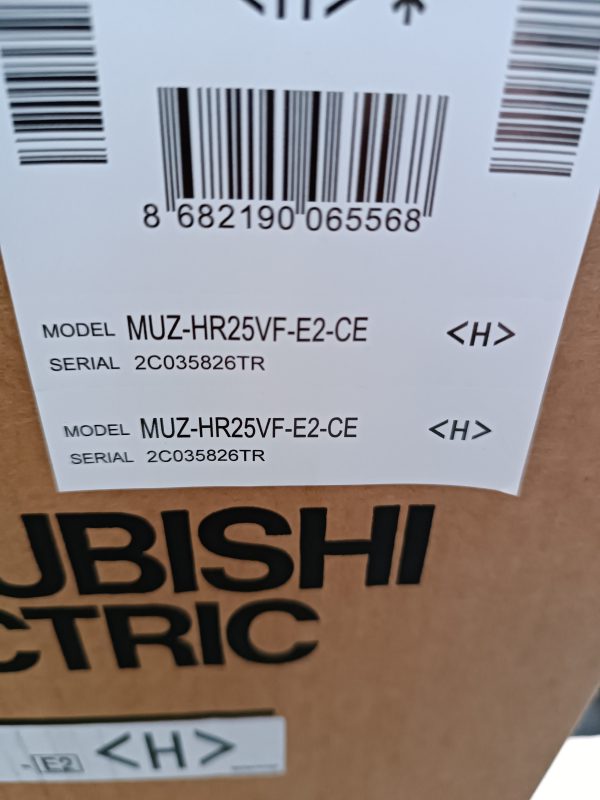 <H>
8 682190 065568
MODEL MUZ-HR25VF-E2-CE <H>
SERIAL 2C035826TR
MODEL MUZ-HR25VF-E2-CE <H>
SERIAL 2C035826TR
UBISHI
CTRIC
-E2 <H>